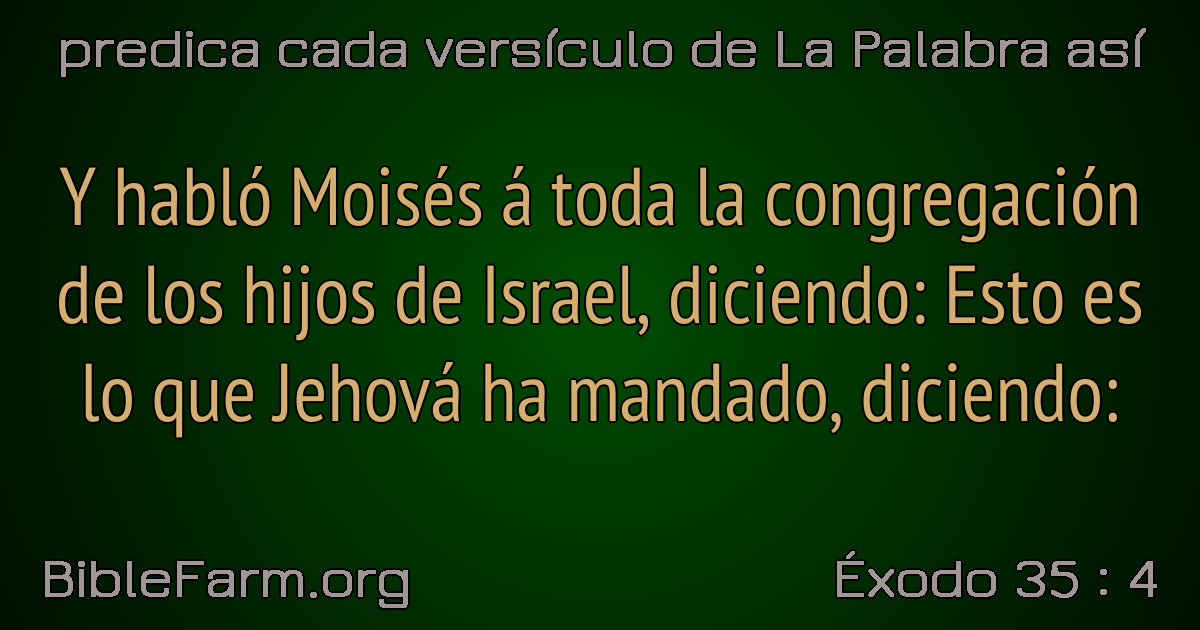 predica cada versículo de La Palabra así
Y habló Moisés á toda la congregación
de los hijos de Israel, diciendo: Esto es
lo que Jehová ha mandado, diciendo:
BibleFarm.org
Éxodo 35 : 4